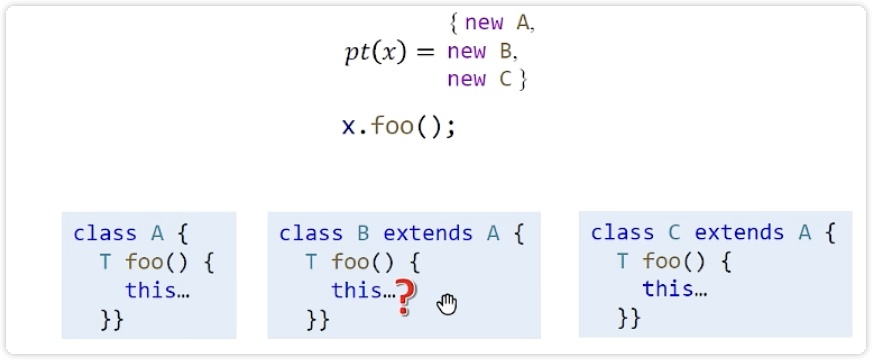 { new A,
pt(x) = new B,
new C }
x.foo();
class A {
T foo() {
this…
}}
class B extends A {
T foo() {
this…?
}}
class C extends A {
T foo() {
this…
}}